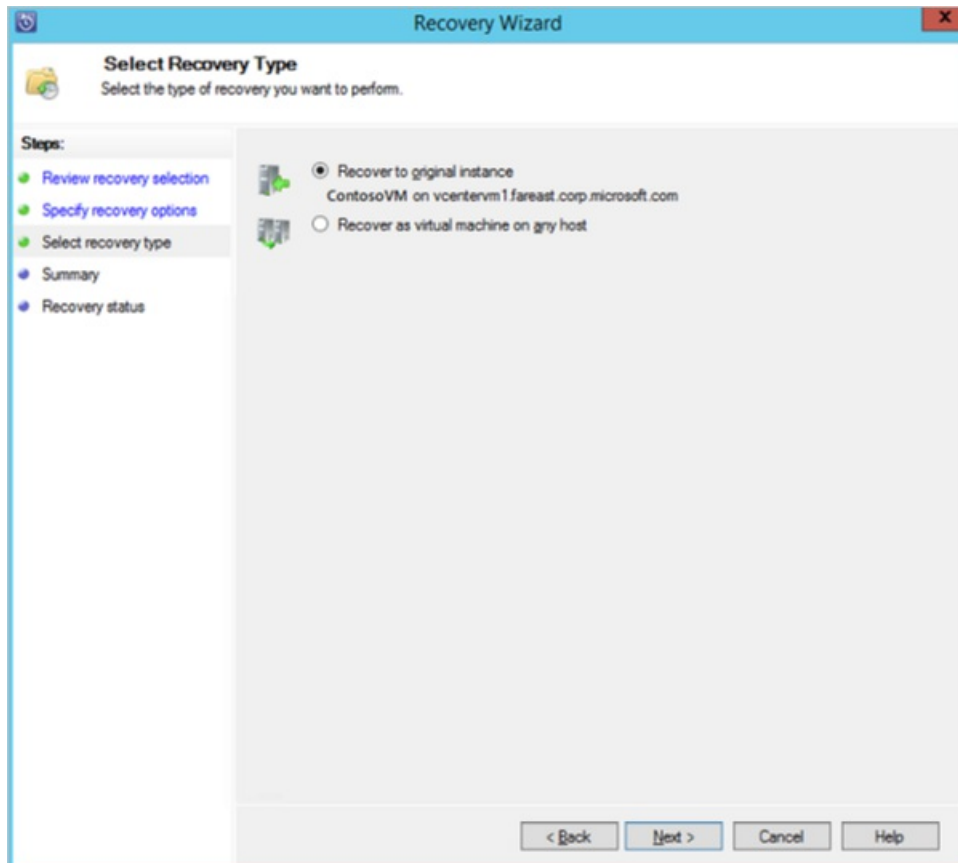 Recovery Wizard
x
Select Recovery Type
Select the type of recovery you want to perform.
Steps:
Review recovery selection
Specify recovery options
Select recovery type
Summary
Recovery status
Recover to original instance
ContosoVM on vcentervm1.fareast.corp.microsoft.com
Recover as virtual machine on any host
< Back
Next >
Cancel
Help